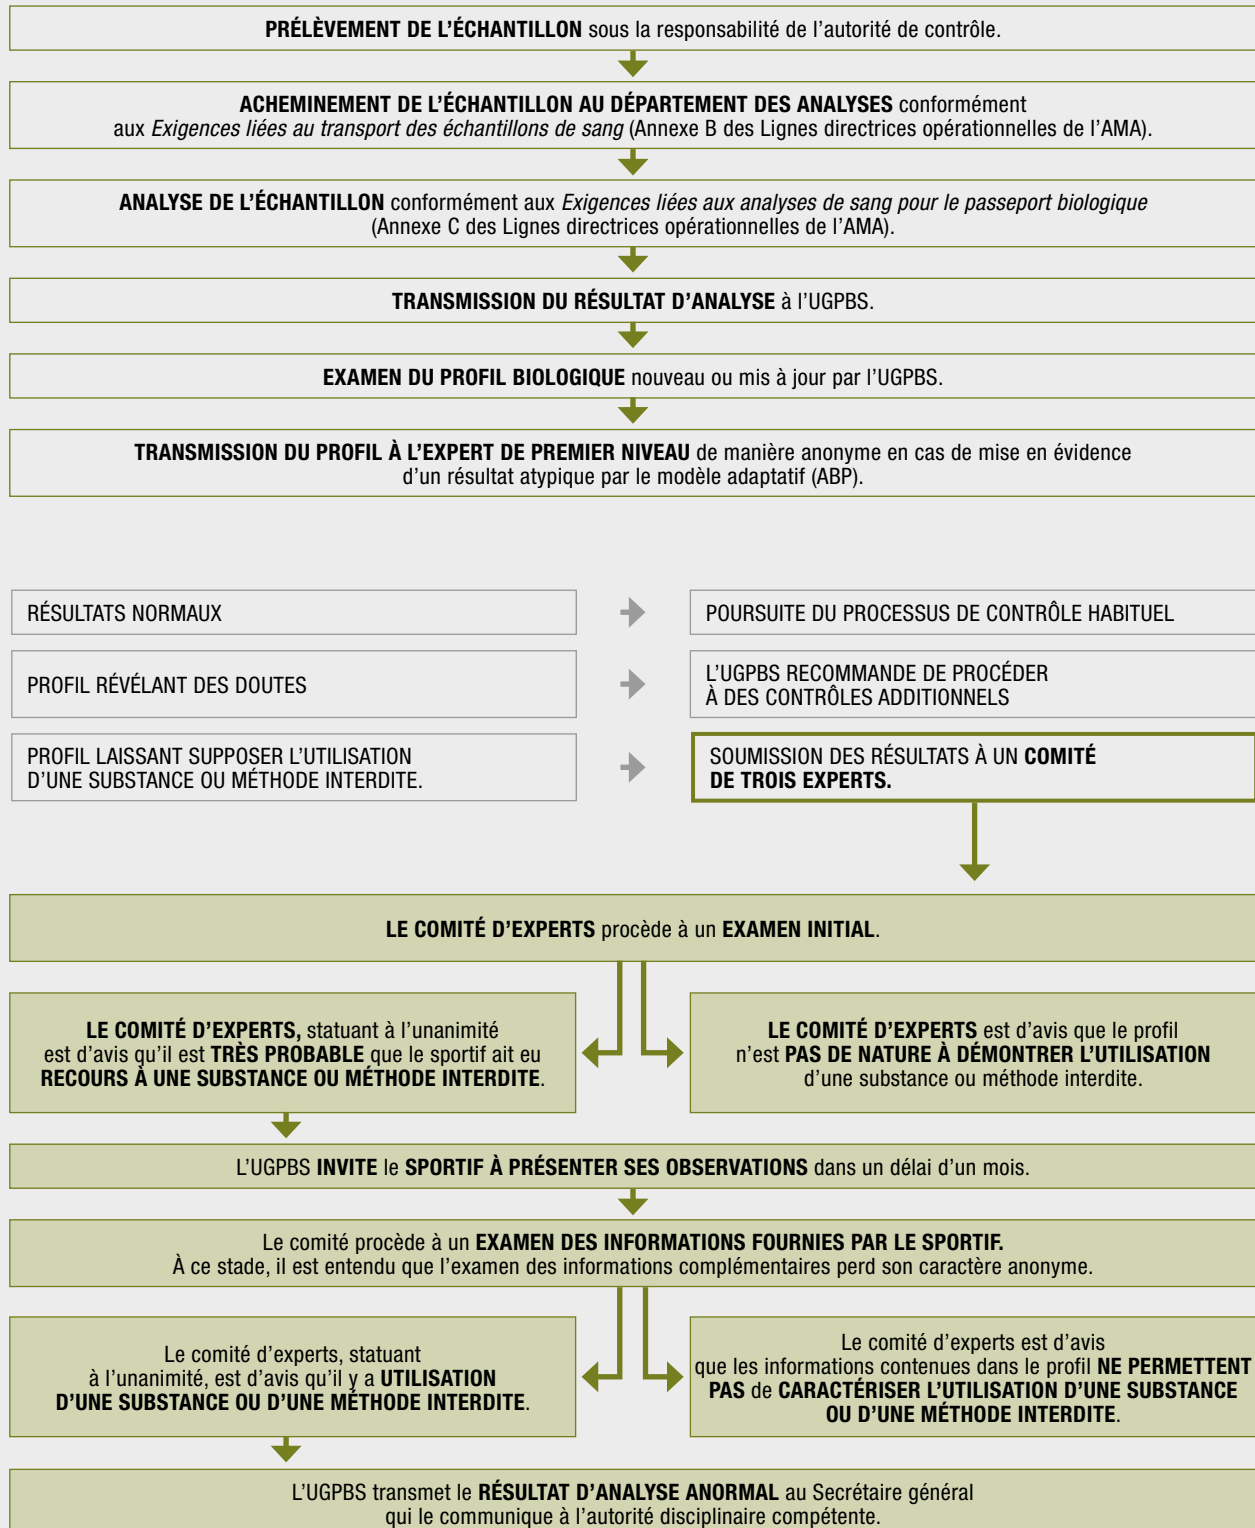 PRÉLÈVEMENT DE L’ÉCHANTILLON sous la responsabilité de l’autorité de contrôle.
ACHEMINEMENT DE L’ÉCHANTILLON AU DÉPARTEMENT DES ANALYSES conformément
aux Exigences liées au transport des échantillons de sang (Annexe B des Lignes directrices opérationnelles de l’AMA).
ANALYSE DE L’ÉCHANTILLON conformément aux Exigences liées aux analyses de sang pour le passeport biologique
(Annexe C des Lignes directrices opérationnelles de l’AMA).
TRANSMISSION DU RÉSULTAT D’ANALYSE à l’UGPBS.
EXAMEN DU PROFIL BIOLOGIQUE nouveau ou mis à jour par l’UGPBS.
TRANSMISSION DU PROFIL À L’EXPERT DE PREMIER NIVEAU de manière anonyme en cas de mise en évidence
d’un résultat atypique par le modèle adaptatif (ABP).
RÉSULTATS NORMAUX
POURSUITE DU PROCESSUS DE CONTRÔLE HABITUEL
PROFIL RÉVÉLANT DES DOUTES
L’UGPBS RECOMMANDE DE PROCÉDER
À DES CONTRÔLES ADDITIONNELS
PROFIL LAISSANT SUPPOSER L’UTILISATION
D’UNE SUBSTANCE OU MÉTHODE INTERDITE.
SOUMISSION DES RÉSULTATS À UN COMITÉ
DE TROIS EXPERTS.
LE COMITÉ D’EXPERTS procède à un EXAMEN INITIAL.
LE COMITÉ D’EXPERTS, statuant à l’unanimité
est d’avis qu’il est TRÈS PROBABLE que le sportif ait eu
RECOURS À UNE SUBSTANCE OU MÉTHODE INTERDITE.
LE COMITÉ D’EXPERTS est d’avis que le profil
n’est PAS DE NATURE À DÉMONTRER L’UTILISATION
d’une substance ou méthode interdite.
L’UGPBS INVITE le SPORTIF À PRÉSENTER SES OBSERVATIONS dans un délai d’un mois.
Le comité procède à un EXAMEN DES INFORMATIONS FOURNIES PAR LE SPORTIF.
À ce stade, il est entendu que l’examen des informations complémentaires perd son caractère anonyme.
Le comité d’experts, statuant
à l’unanimité, est d’avis qu’il y a UTILISATION
D’UNE SUBSTANCE OU D’UNE MÉTHODE INTERDITE.
Le comité d’experts est d’avis
que les informations contenues dans le profil NE PERMETTENT
PAS de CARACTÉRISER L’UTILISATION D’UNE SUBSTANCE
OU D’UNE MÉTHODE INTERDITE.
L’UGPBS transmet le RÉSULTAT D’ANALYSE ANORMAL au Secrétaire général
qui le communique à l’autorité disciplinaire compétente.